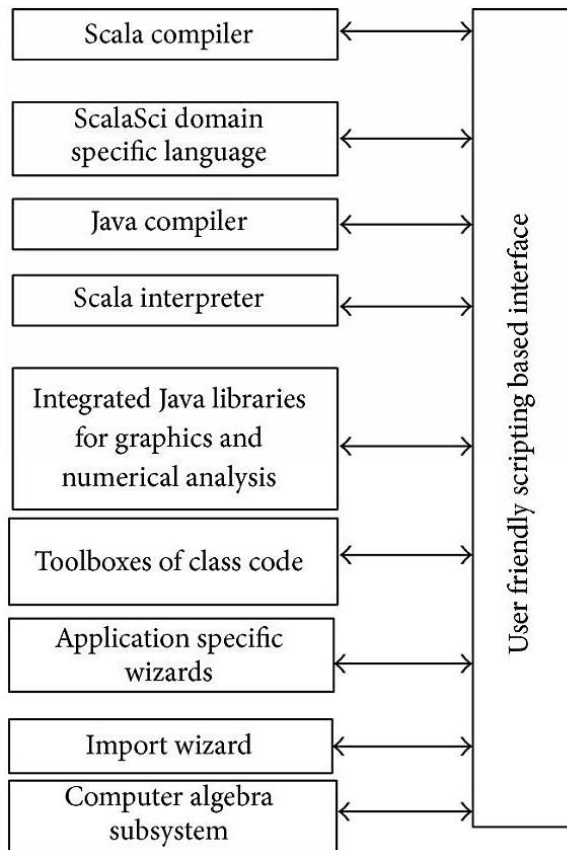 Scala compiler
ScalaSci domain
specific language
Java compiler
Scala interpreter
Integrated Java libraries
for graphics and
numerical analysis
Toolboxes of class code
Application specific
wizards
Import wizard
Computer algebra
subsystem
User friendly scripting based interface